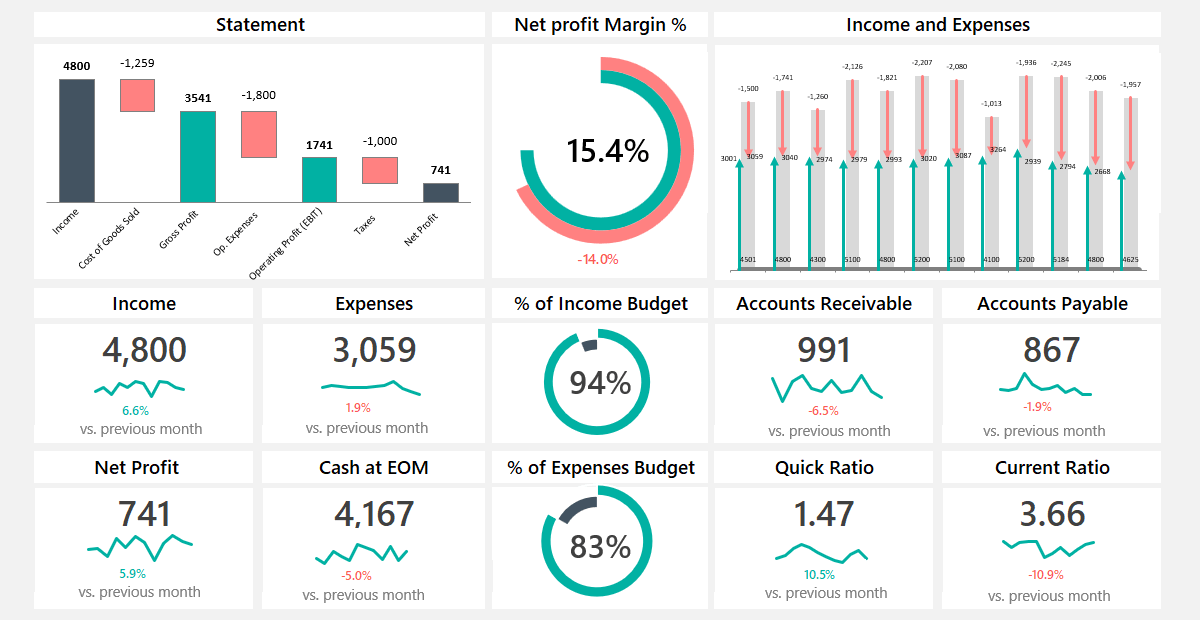 Statement
4800
-1,259
3541
-1,800
1741
-1,000
741
Income
Cost of Goods Sold
Gross Profit
Op. Expenses
Operating Profit (EBIT)
Taxes
Net Profit
Net profit Margin %
15.4%
-14.0%
Income and Expenses
-1,500
-1,741
-1,260
-2,126
-1,821
-2,207
-2,080
-1,013
-1,936
-2,245
-2,006
-1,957
3001
3059
3040
2974
2979
2993
3020
3087
3264
2939
2794
2668
4501
4800
4300
5100
4800
5200
5100
4100
5200
5184
4800
4625
Income
4,800
6.6%
vs. previous month
Expenses
3,059
1.9%
vs. previous month
% of Income Budget
94%
Accounts Receivable
991
-6.5%
vs. previous month
Accounts Payable
867
-1.9%
vs. previous month
Net Profit
741
5.9%
vs. previous month
Cash at EOM
4,167
-5.0%
vs. previous month
% of Expenses Budget
83%
Quick Ratio
1.47
10.5%
vs. previous month
Current Ratio
3.66
-10.9%
vs. previous month